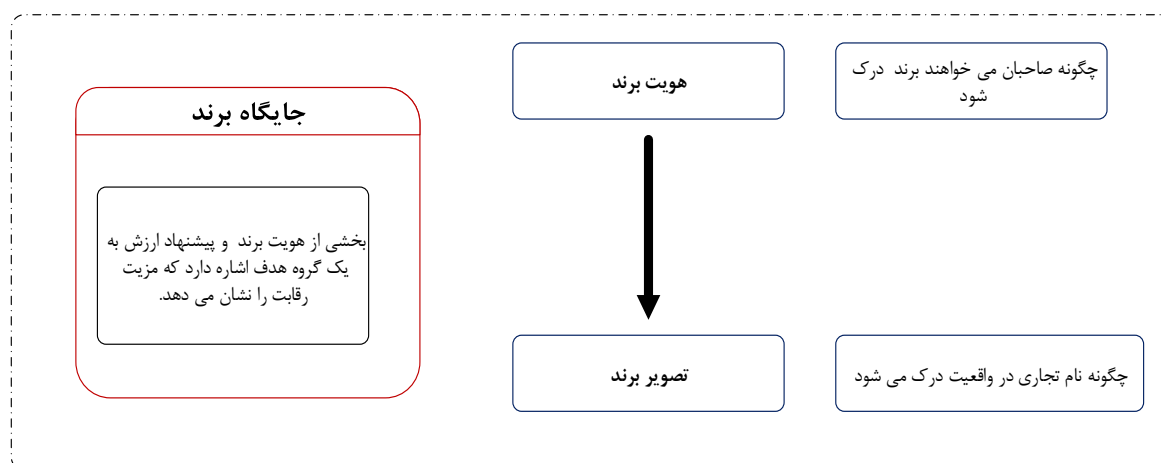 چگونه صاحبان می خواهند برند درک
شود
هویت برند
جایگاه برند
بخشی از هویت برند و پیشنهاد ارزش به
یک گروه هدف اشاره دارد که مزیت
رقابت را نشان می دهد.
چگونه نام تجاری در واقعیت درک می شود
تصویر برند